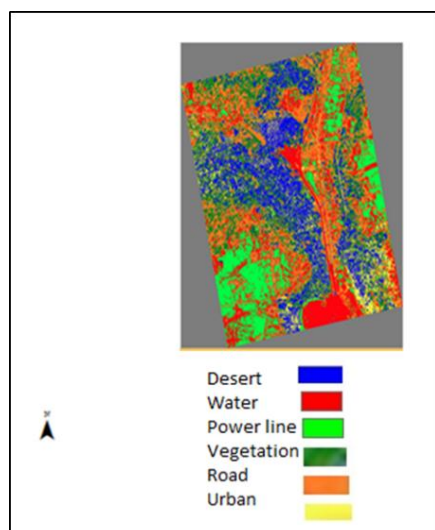 Desert
Water
Power line
Vegetation
Road
Urban